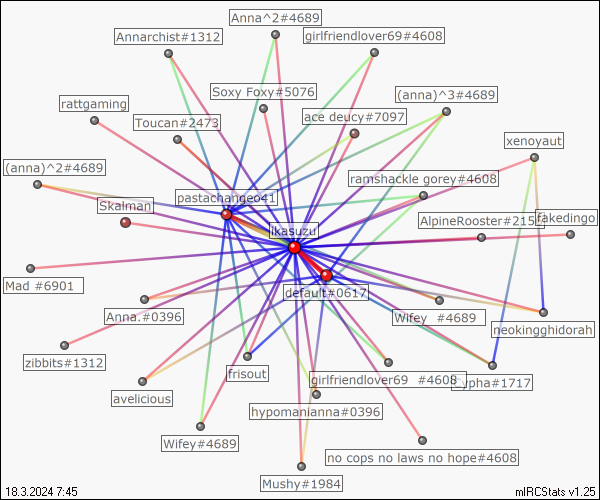 Anna^2#4689
Annarchist#1312
girlfriendlover69#4608
Soxy Foxy#5076
(anna)^3#4689
rattgaming
Toucan#2473
ace deucy#7097
xenoyaut
(anna)^2#4689
pastachange641
ramshackle gorey#4608
Skalman
ikasuzu
AlpineRooster#215
fakedingo
Mad #6901
default#0617
Anna.#0396
Wifey #4689
neokingghidorah
zibbits#1312
frisout
girlfriendlover69 #4608
ypha#1717
avelicious
hypomanianna#0396
Wifey#4689
no cops no laws no hope#4608
Mushy#1984
18.3.2024 7:45
mIRCStats v1.25